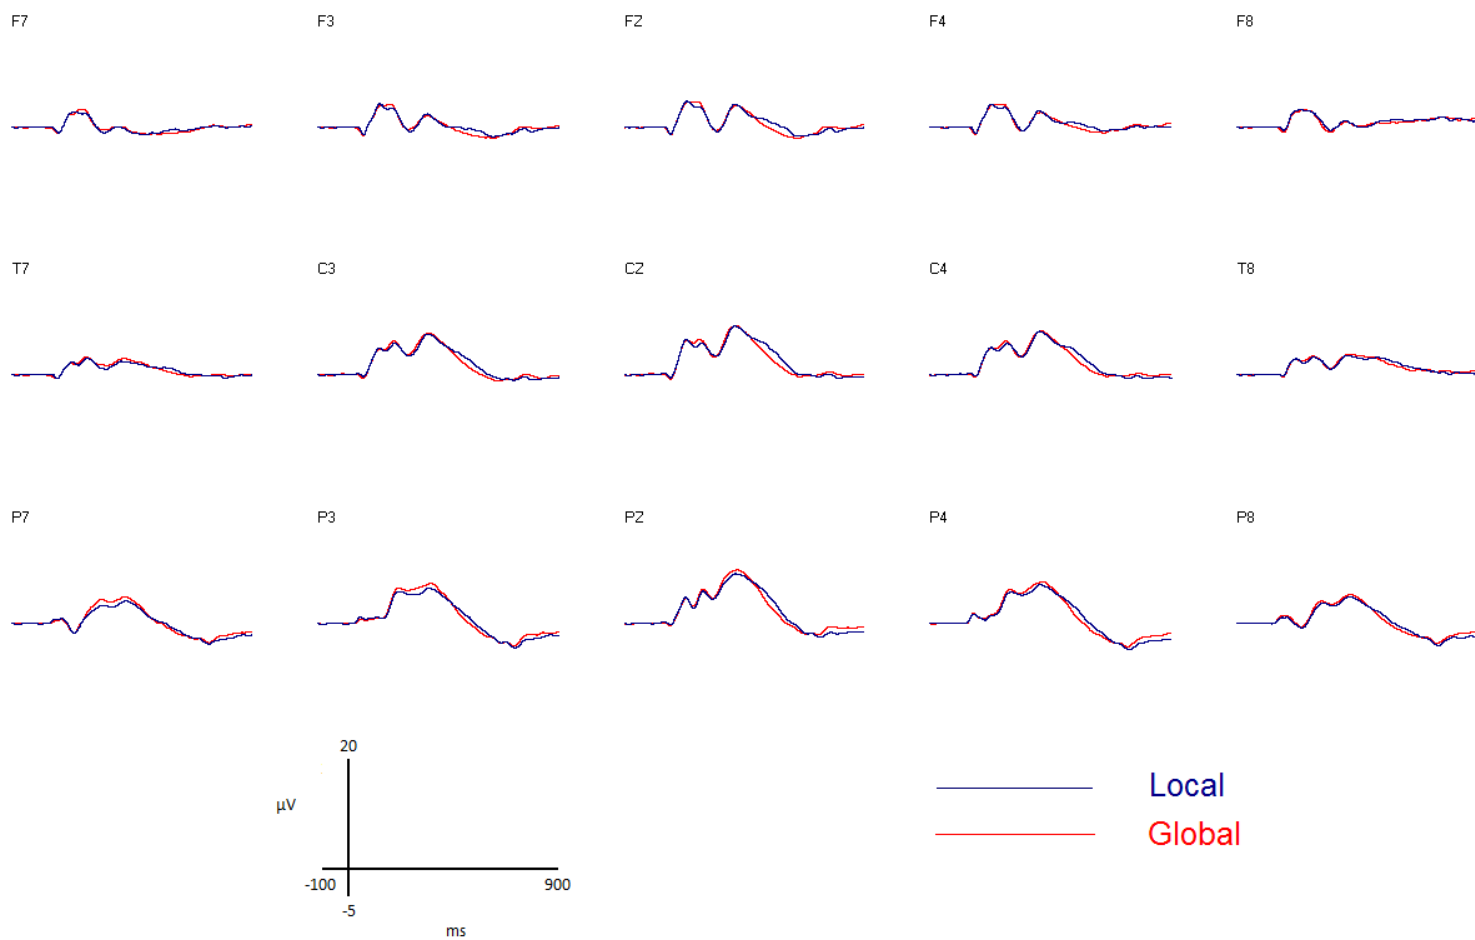 F7 F3 FZ F4 F8
T7 C3 CZ C4 T8
P7 P3 PZ P4 P8
20
µV
-100 900
-5
ms
Local
Global